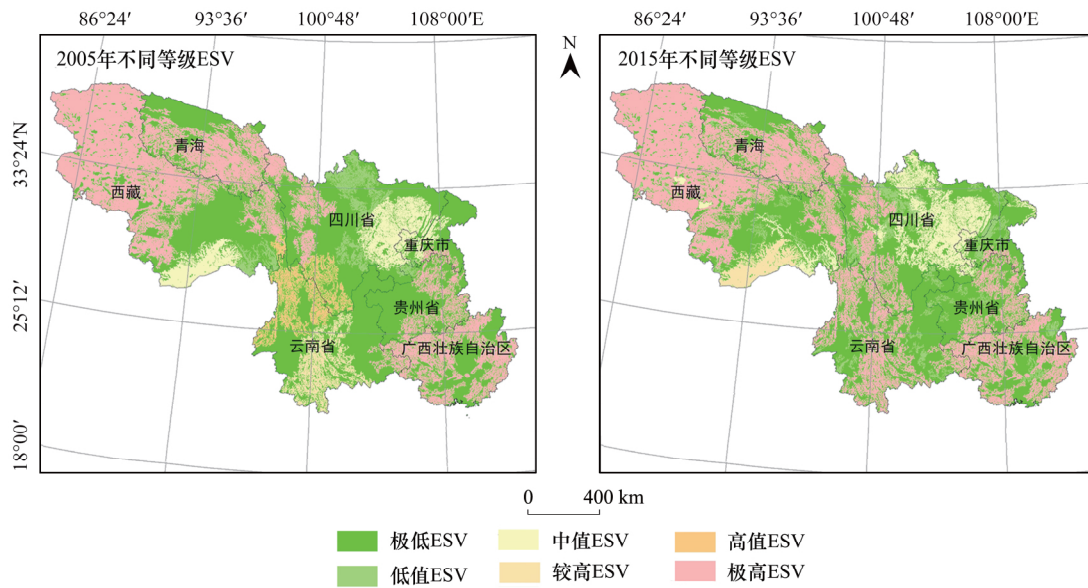 86°24′ 93°36′ 100°48′ 108°00′E 86°24′ 93°36′ 100°48′ 108°00′E
2005年不同等级ESV
N
2015年不同等级ESV
33°24′N
25°12′
18°00′
青海
西藏
四川省
重庆市
贵州省
云南省
广西壮族自治区
青海
西藏
四川省
重庆市
贵州省
云南省
广西壮族自治区
0 400 km
极低ESV 中值ESV 高值ESV
低值ESV 较高ESV 极高ESV